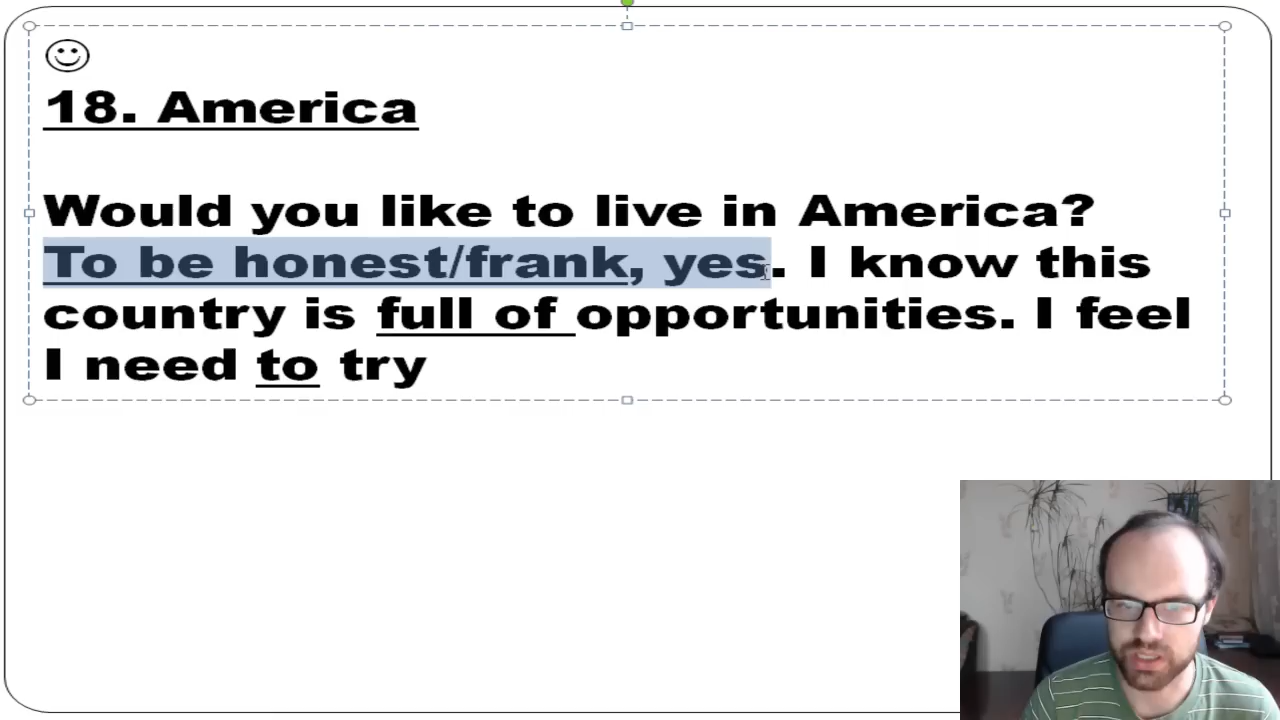 18. America
Would you like to live in America?
To be honest/frank, yes. I know this
country is full of opportunities. I feel
I need to try